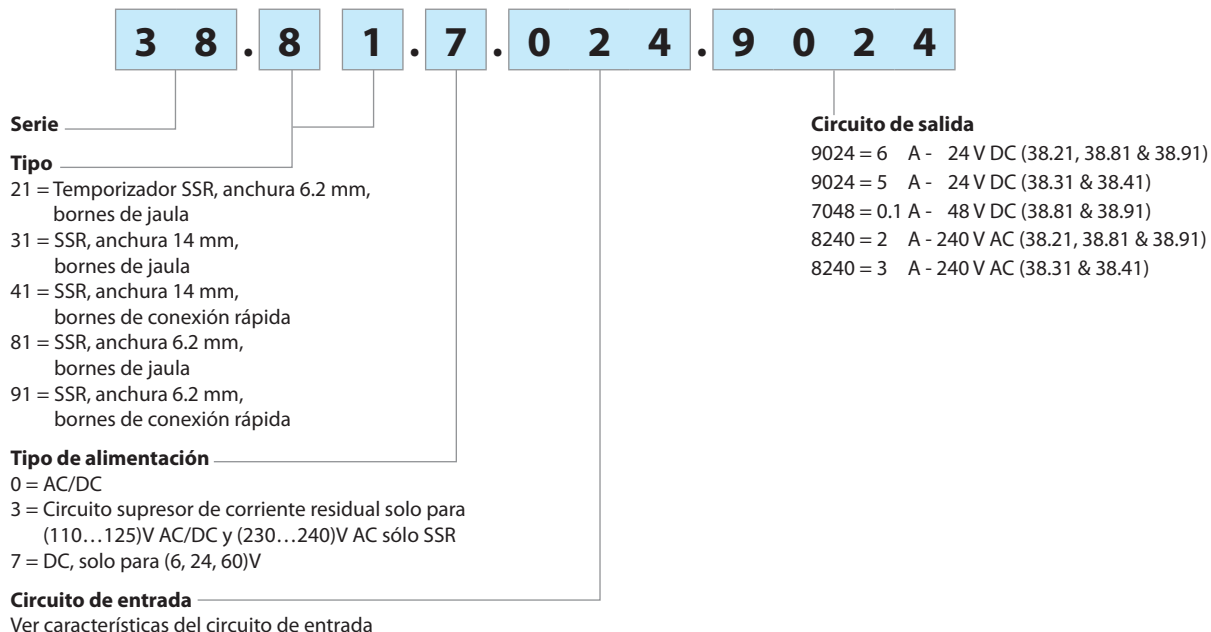 3 8 . 8 1 . 7 . 0 2 4 . 9 0 2 4
Serie
Tipo
21 = Temporizador SSR, anchura 6.2 mm,
bornes de jaula
31 = SSR, anchura 14 mm,
bornes de jaula
41 = SSR, anchura 14 mm,
bornes de conexión rápida
81 = SSR, anchura 6.2 mm,
bornes de jaula
91 = SSR, anchura 6.2 mm,
bornes de conexión rápida
Tipo de alimentación
0 = AC/DC
3 = Circuito supresor de corriente residual solo para
(110…125)V AC/DC y (230…240)V AC sólo SSR
7 = DC, solo para (6, 24, 60)V
Circuito de entrada
Ver características del circuito de entrada
Circuito de salida
9024 = 6 A - 24 V DC (38.21, 38.81 & 38.91)
9024 = 5 A - 24 V DC (38.31 & 38.41)
7048 = 0.1 A - 48 V DC (38.81 & 38.91)
8240 = 2 A - 240 V AC (38.21, 38.81 & 38.91)
8240 = 3 A - 240 V AC (38.31 & 38.41)